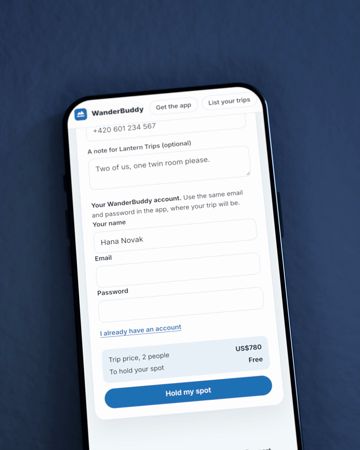 WanderBuddy
Get the app
List your trips
+420 601 234 567
A note for Lantern Trips (optional)
Two of us, one twin room please.
Your WanderBuddy account. Use the same email
and password in the app, where your trip will be.
Your name
Hana Novak
Email
Password
I already have an account
Trip price, 2 people US$780
To hold your spot Free
Hold my spot